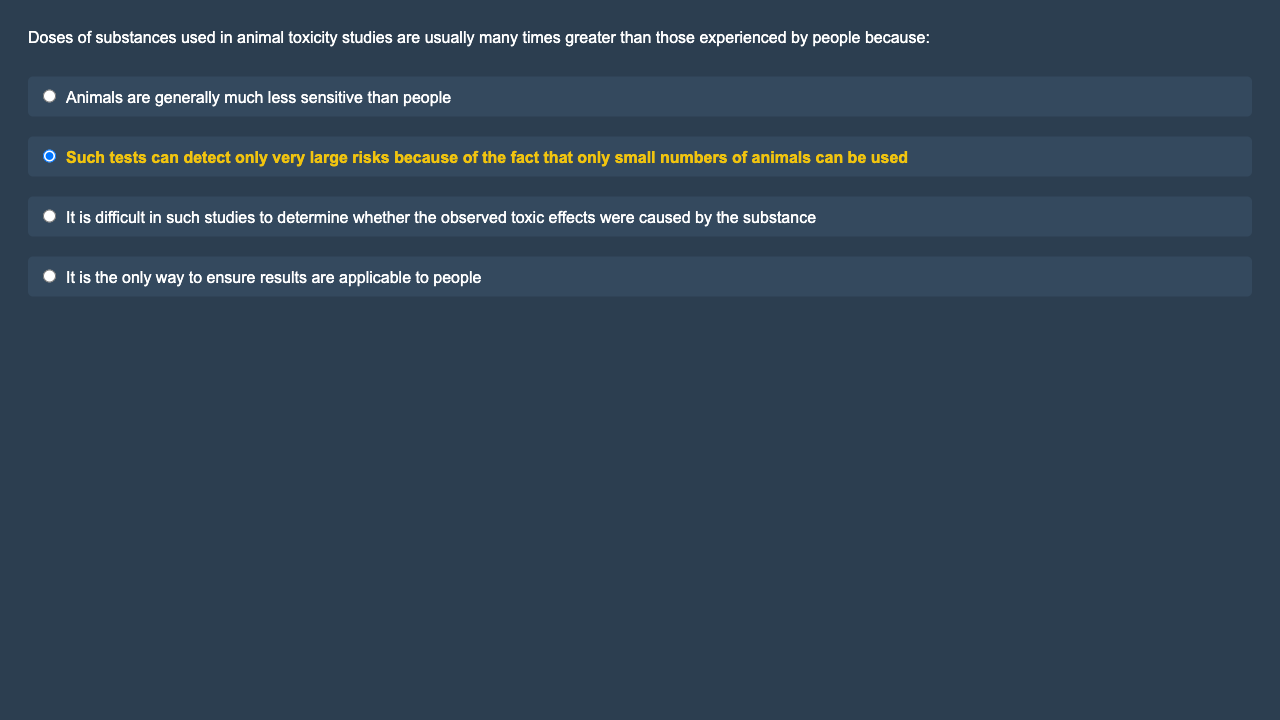 Doses of substances used in animal toxicity studies are usually many times greater than those experienced by people because:
Animals are generally much less sensitive than people
Such tests can detect only very large risks because of the fact that only small numbers of animals can be used
It is difficult in such studies to determine whether the observed toxic effects were caused by the substance
It is the only way to ensure results are applicable to people